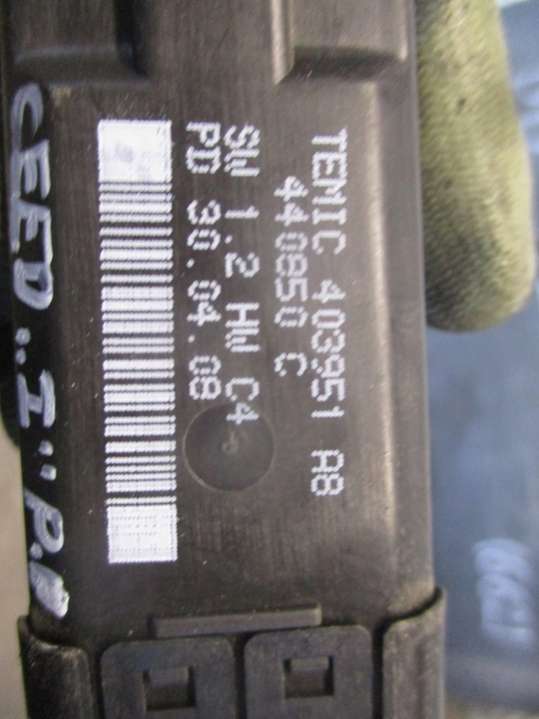 TEMIC 403951 A8
440850 C
SW 1.2 HW C4
PD 30.04.08
CEED "I"